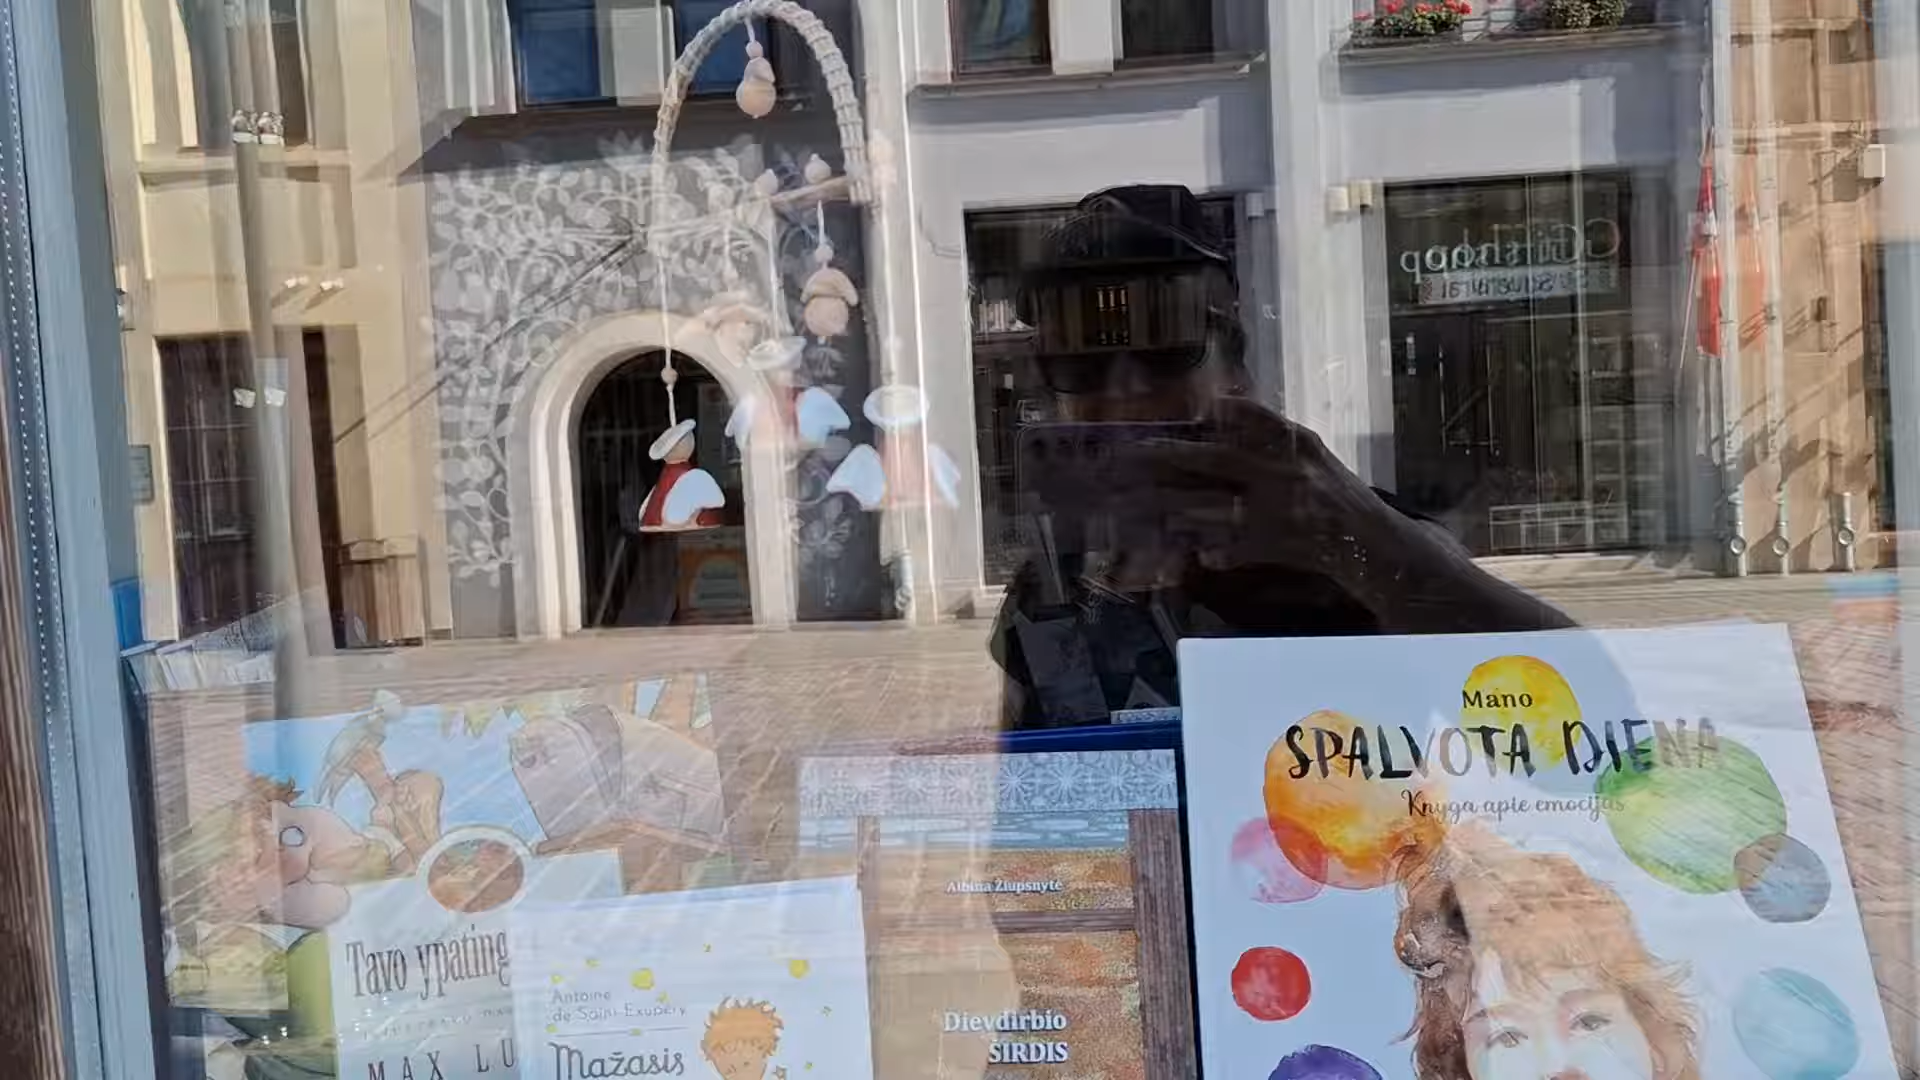 Giftshop
Mano
SPALVOTA DIENA
Knyga apie emocijas
Albina Žiupsnytė
Tavo ypating
MAX LU
Antoine
de Saint-Exupéry
Mažasis
Dievdirbio
ŠIRDIS